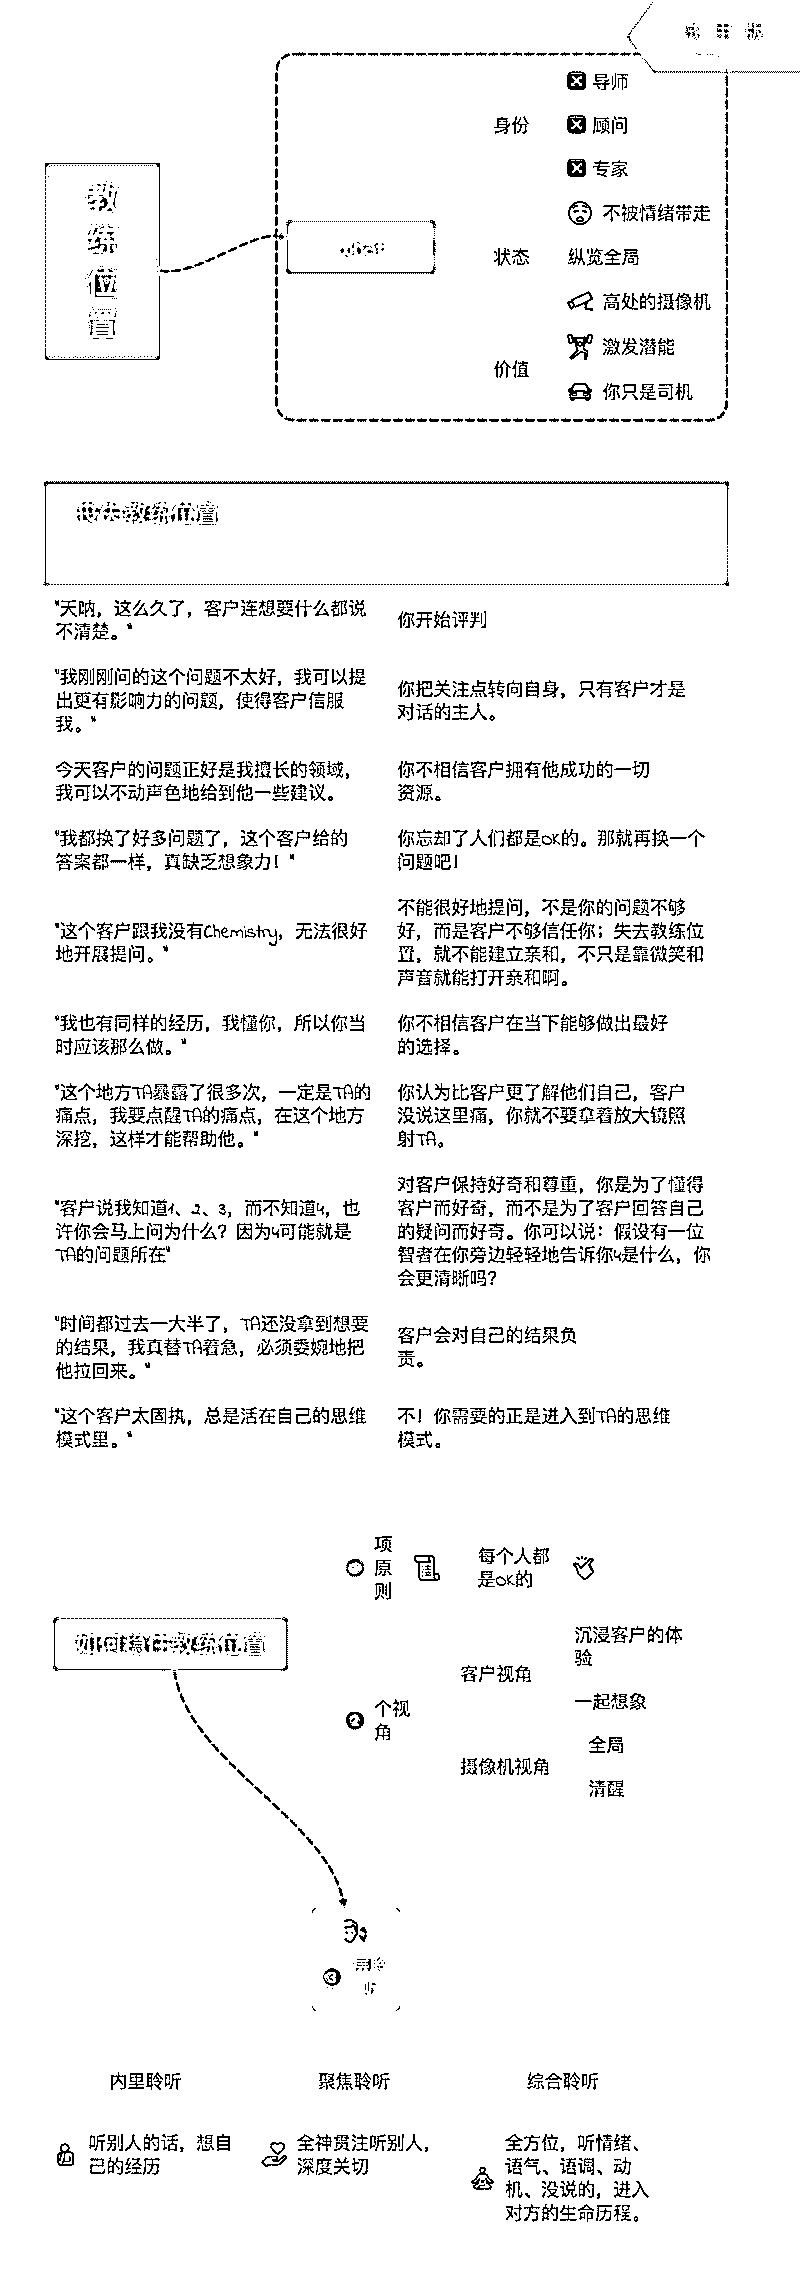 教
练
位
置
身份
导师
顾问
专家
状态
不被情绪带走
纵览全局
高处的摄像机
价值
激发潜能
你只是司机
丧失教练位置
"天呐，这么久了，客户连想要什么都说
不清楚。"
你开始评判
"我刚刚问的这个问题不太好，我可以提
出更有影响力的问题，使得客户信服
我。"
你把关注点转向自身，只有客户才是
对话的主人。
今天客户的问题正好是我擅长的领域，
我可以不动声色地给到他一些建议。
你不相信客户拥有他成功的一切
资源。
"我都换了好多问题了，这个客户给的
答案都一样，真缺乏想象力！"
你忘却了人们都是OK的。那就再换一个
问题吧！
"这个客户跟我没有Chemistry，无法很好
地开展提问。"
不能很好地提问，不是你的问题不够
好，而是客户不够信任你；失去教练位
置，就不能建立亲和，不只是靠微笑和
声音就能打开亲和啊。
"我也有同样的经历，我懂你，所以你当
时应该那么做。"
你不相信客户在当下能够做出最好
的选择。
"这个地方TA暴露了很多次，一定是TA的
痛点，我要点醒TA的痛点，在这个地方
深挖，这样才能帮助他。"
你认为比客户更了解他们自己，客户
没说这里痛，你就不要拿着放大镜照
射TA。
"客户说我知道1、2、3，而不知道4，也
许你会马上问为什么？因为4可能就是
TA的问题所在"
对客户保持好奇和尊重，你是为了懂得
客户而好奇，而不是为了客户回答自己
的疑问而好奇。你可以说：假设有一位
智者在你旁边轻轻地告诉你4是什么，你
会更清晰吗？
"时间都过去一大半了，TA还没拿到想要
的结果，我真替TA着急，必须委婉地把
他拉回来。"
客户会对自己的结果负
责。
"这个客户太固执，总是活在自己的思维
模式里。"
不！你需要的正是进入到TA的思维
模式。
项
原
则
每个人都
是OK的
教练位置
2
个视
角
客户视角
沉浸客户的体
验
一起想象
摄像机视角
全局
清醒
3
内里聆听
聚焦聆听
综合聆听
听别人的话，想自
己的经历
全神贯注听别人，
深度关切
全方位，听情绪、
语气、语调、动
机、没说的，进入
对方的生命历程。